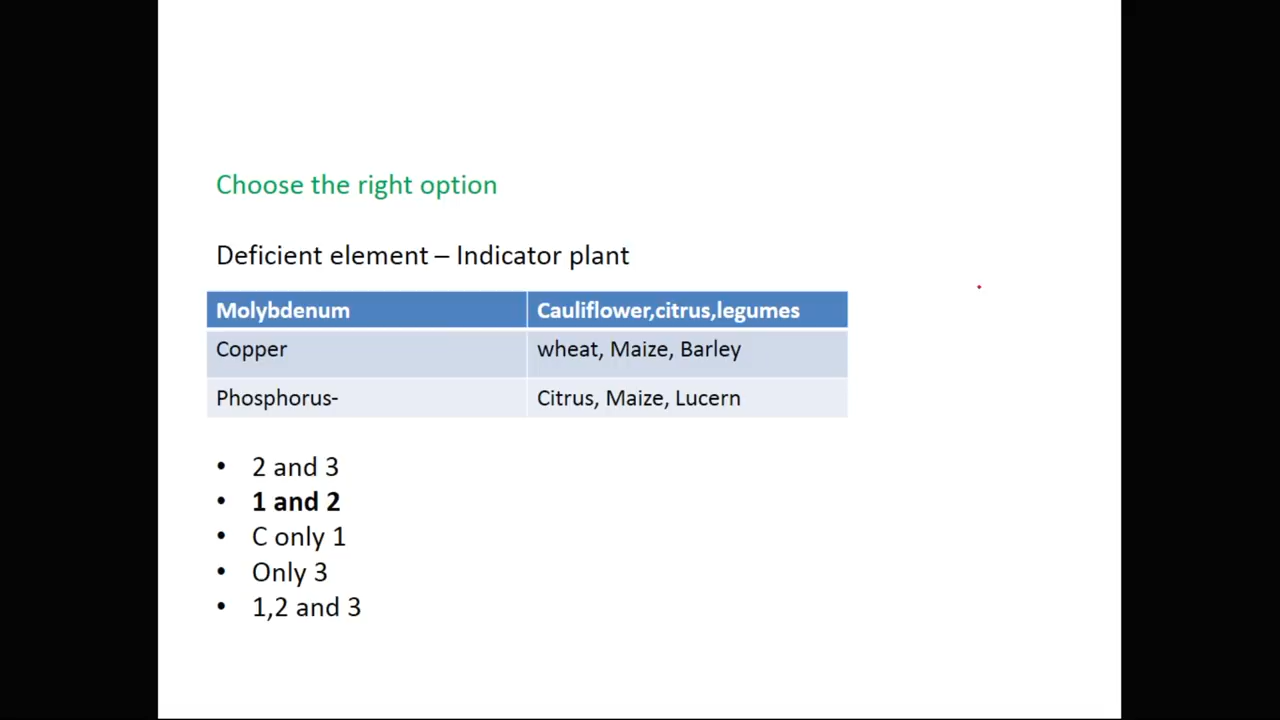 Choose the right option
Deficient element – Indicator plant
Molybdenum Cauliflower,citrus,legumes
Copper wheat, Maize, Barley
Phosphorus- Citrus, Maize, Lucern
• 2 and 3
• 1 and 2
• C only 1
• Only 3
• 1,2 and 3